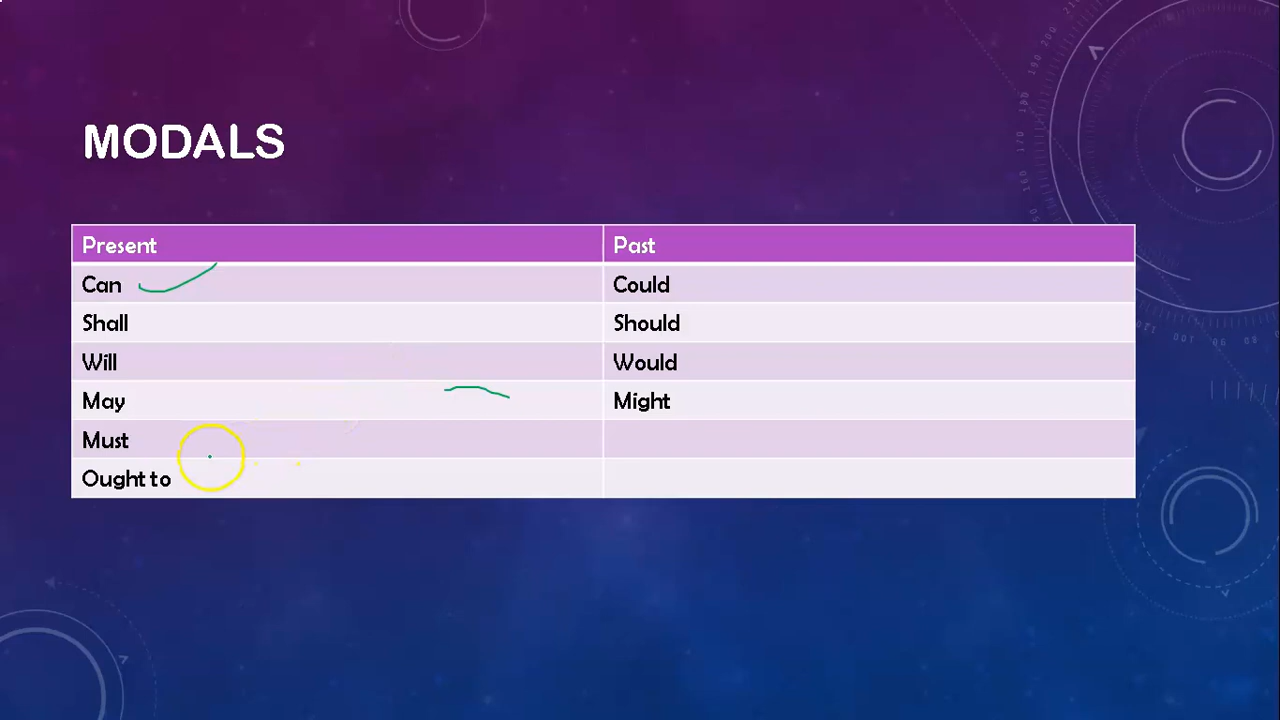 MODALS
Present Past
Can Could
Shall Should
Will Would
May Might
Must
Ought to